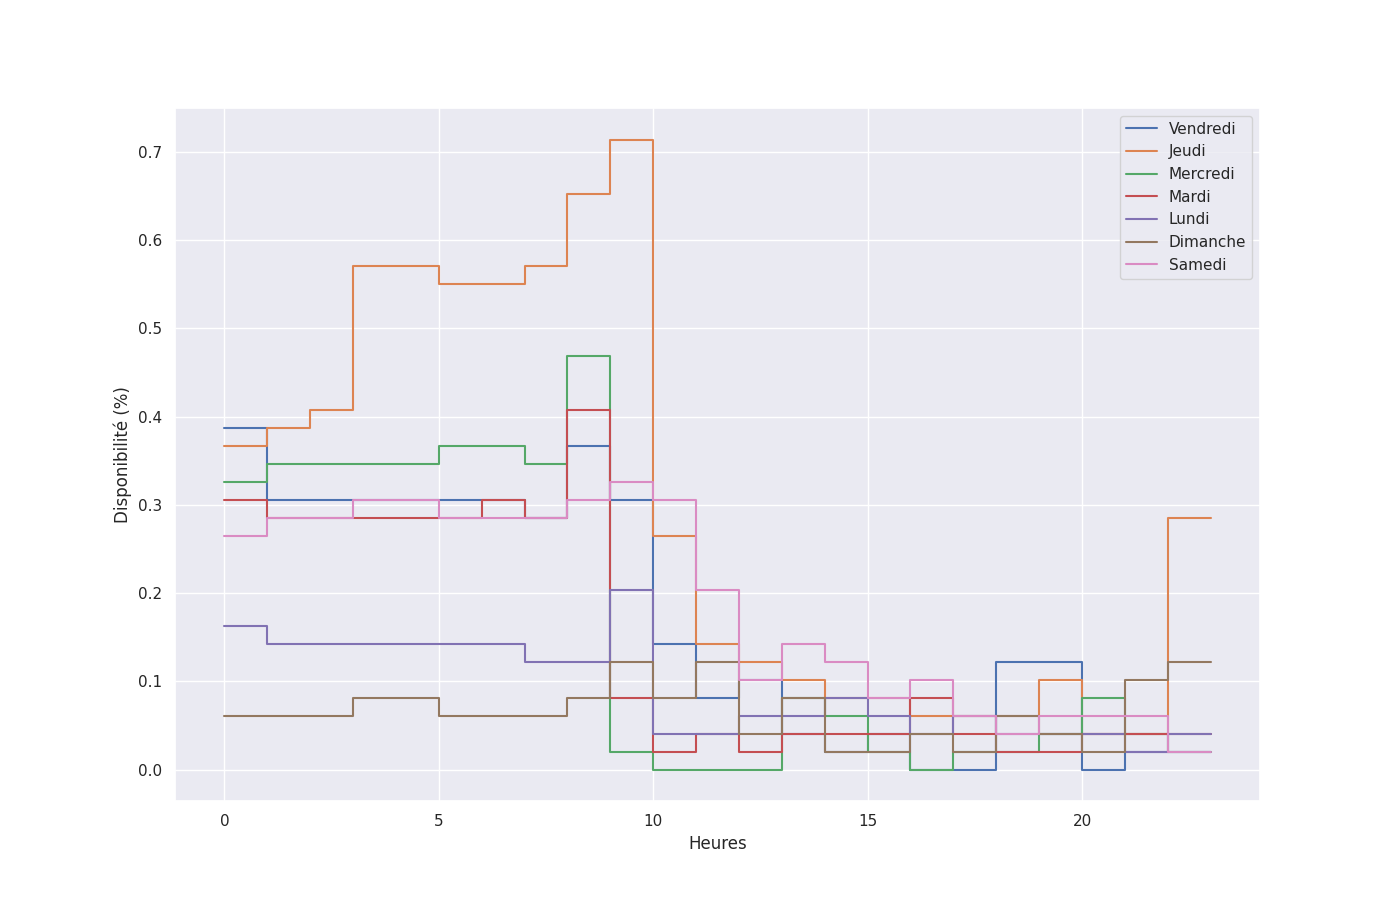 Vendredi
Jeudi
Mercredi
Mardi
Lundi
Dimanche
Samedi
0.7
0.6
0.5
0.4
0.3
0.2
0.1
0.0
Disponibilité (%)
0 5 10 15 20
Heures